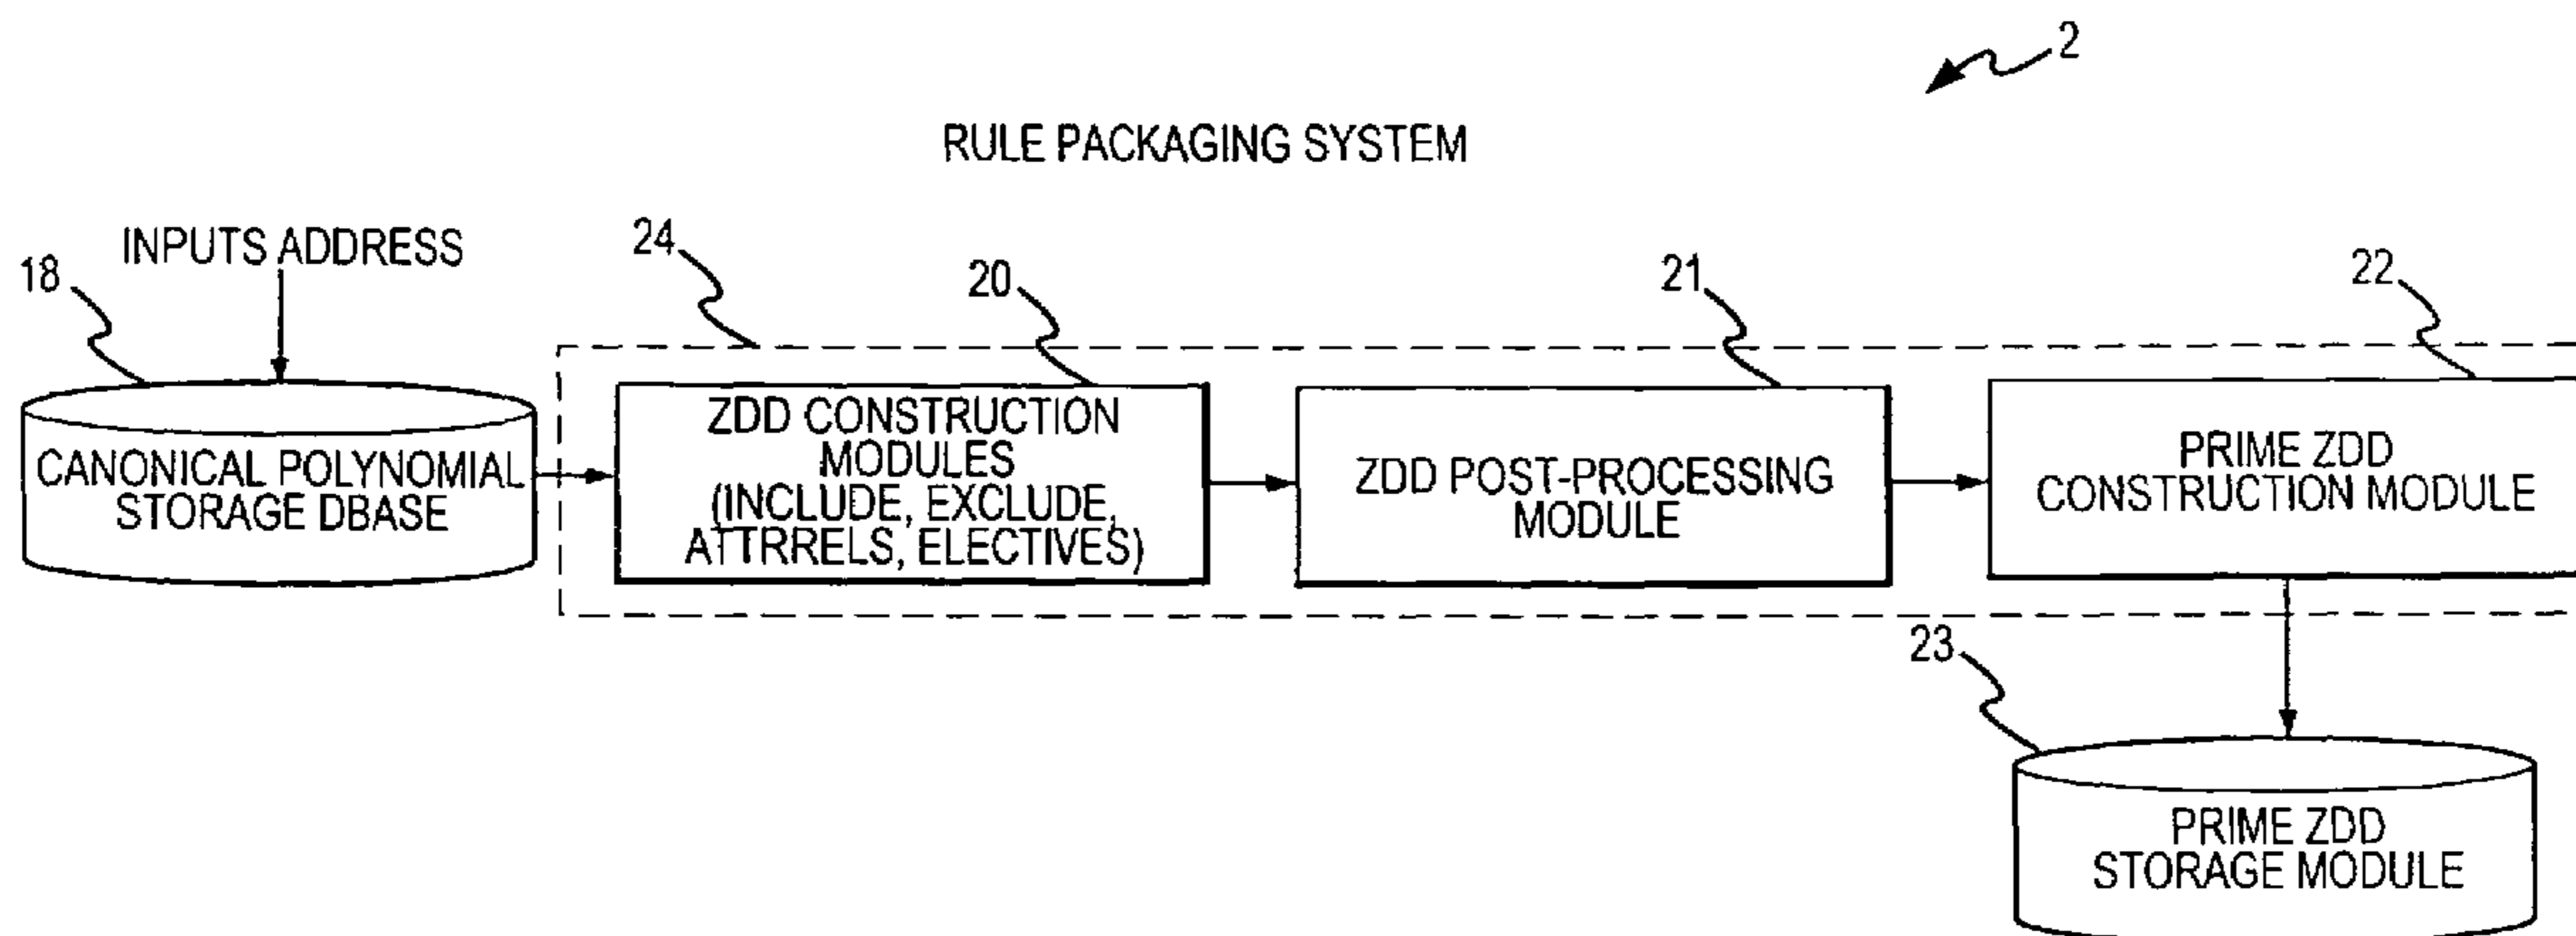 2
RULE PACKAGING SYSTEM
INPUTS ADDRESS
18
24
20
21
22
CANONICAL POLYNOMIAL
STORAGE DBASE
ZDD CONSTRUCTION
MODULES
(INCLUDE, EXCLUDE,
ATTRRELS, ELECTIVES)
ZDD POST-PROCESSING
MODULE
PRIME ZDD
CONSTRUCTION MODULE
23
PRIME ZDD
STORAGE MODULE